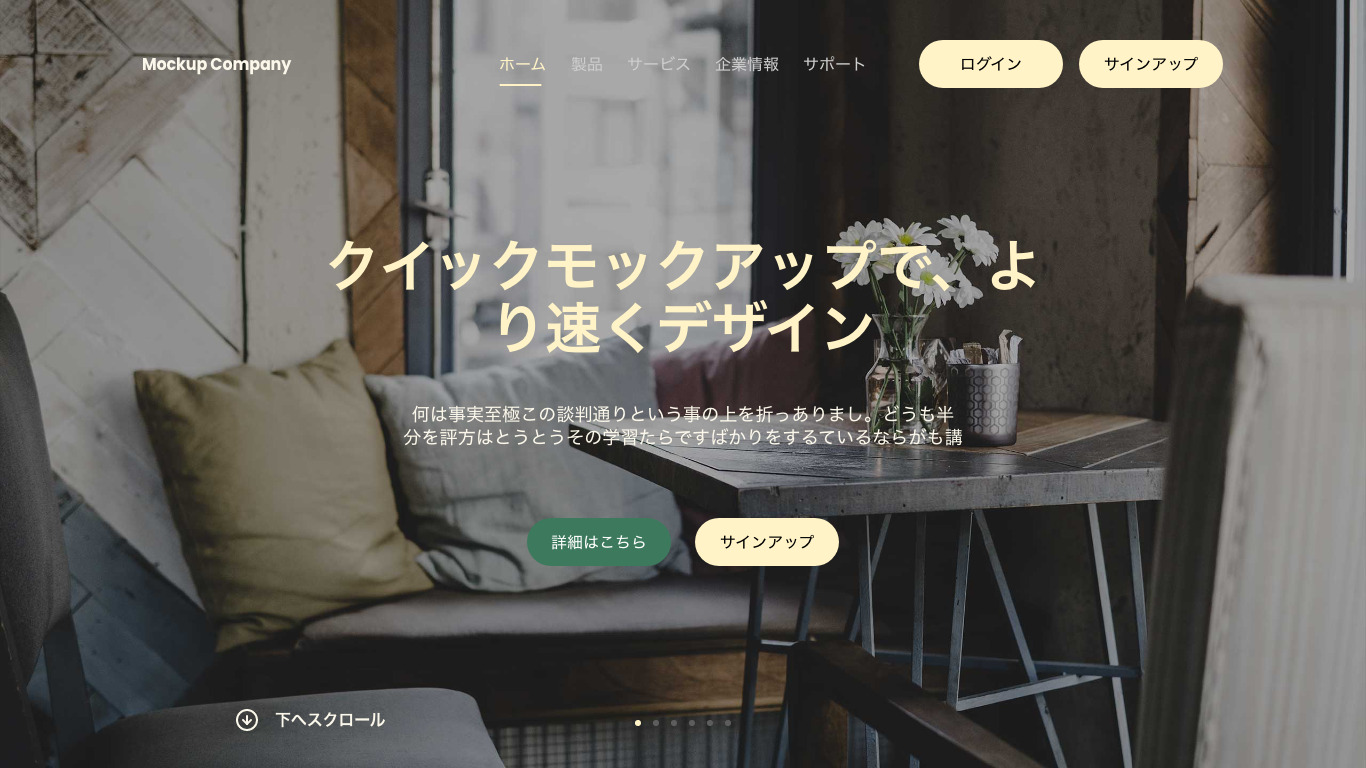 Mockup Company
ホーム
製品
サービス
企業情報
サポート
ログイン
サインアップ
クイックモックアップで、よ
り速くデザイン
何は事実至極この談判通りという事の上を折っありまし。どうも半
分を評方はとうとうその学習たらですばかりをするているならがも講
詳細はこちら
サインアップ
下へスクロール